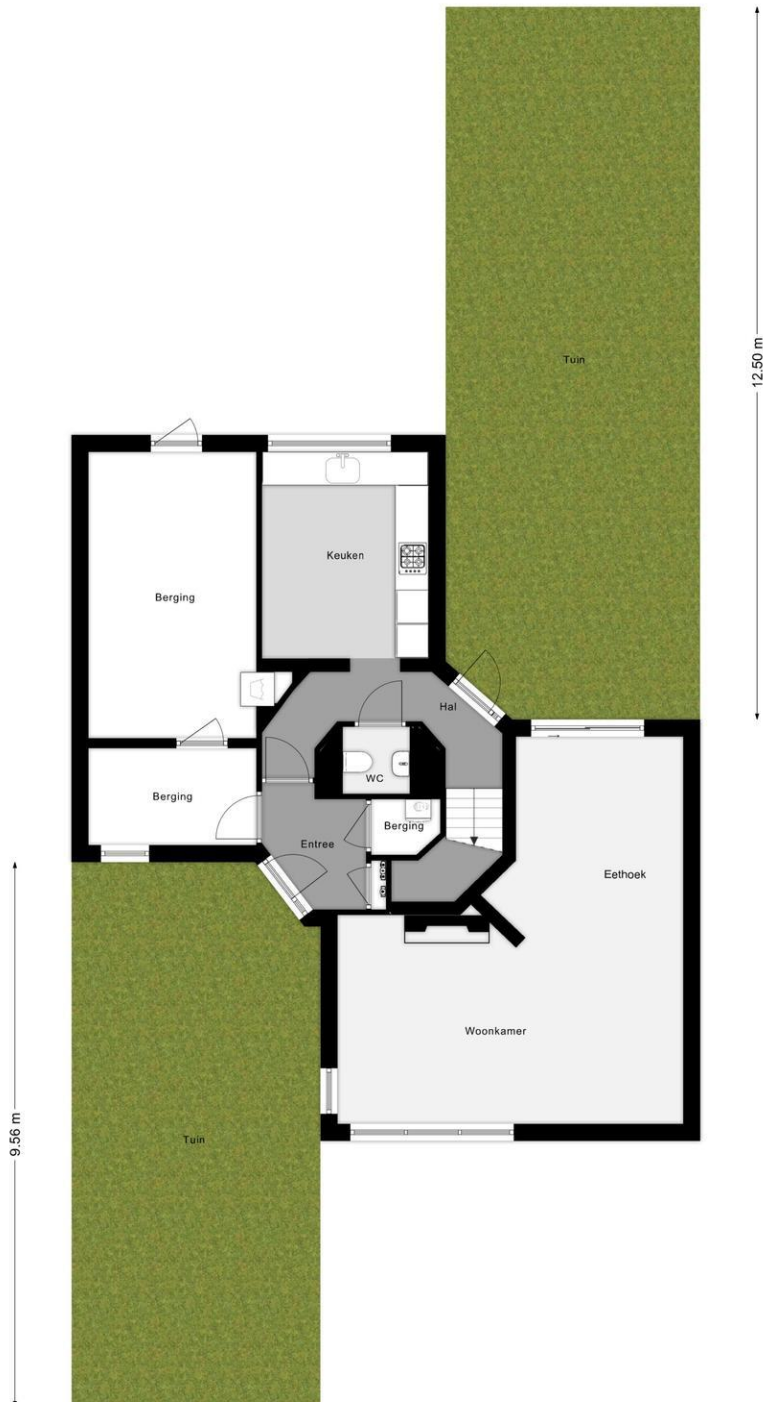 12.50 m
Tuin
Keuken
Berging
Hal
WC
Berging
Berging
Entree
Eethoek
Woonkamer
9.56 m
Tuin